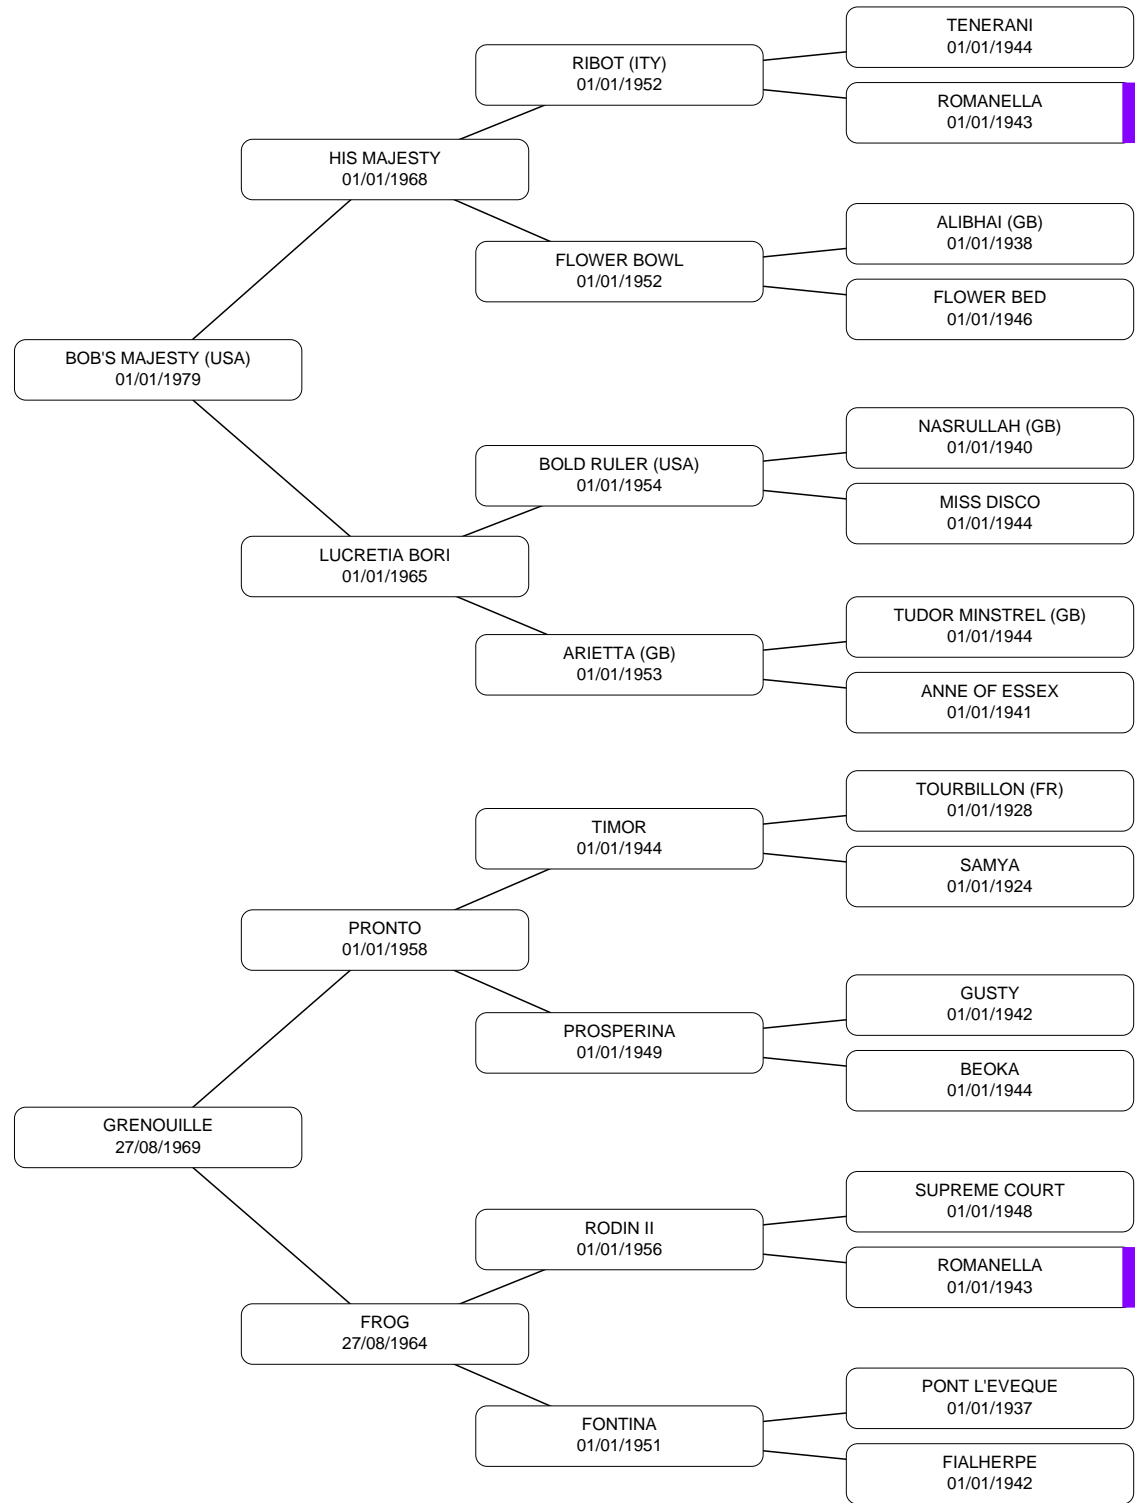 TENERANI
01/01/1944
RIBOT (ITY)
01/01/1952
ROMANELLA
01/01/1943
HIS MAJESTY
01/01/1968
ALIBHAI (GB)
01/01/1938
FLOWER BOWL
01/01/1952
FLOWER BED
01/01/1946
BOB'S MAJESTY (USA)
01/01/1979
NASRULLAH (GB)
01/01/1940
BOLD RULER (USA)
01/01/1954
MISS DISCO
01/01/1944
LUCRETIA BORI
01/01/1965
TUDOR MINSTREL (GB)
01/01/1944
ARIETTA (GB)
01/01/1953
ANNE OF ESSEX
01/01/1941
TOURBILLON (FR)
01/01/1928
TIMOR
01/01/1944
SAMYA
01/01/1924
PRONTO
01/01/1958
GUSTY
01/01/1942
PROSPERINA
01/01/1949
BEOKA
01/01/1944
GRENOUILLE
27/08/1969
SUPREME COURT
01/01/1948
RODIN II
01/01/1956
ROMANELLA
01/01/1943
FROG
27/08/1964
PONT L'EVEQUE
01/01/1937
FONTINA
01/01/1951
FIALHERPE
01/01/1942